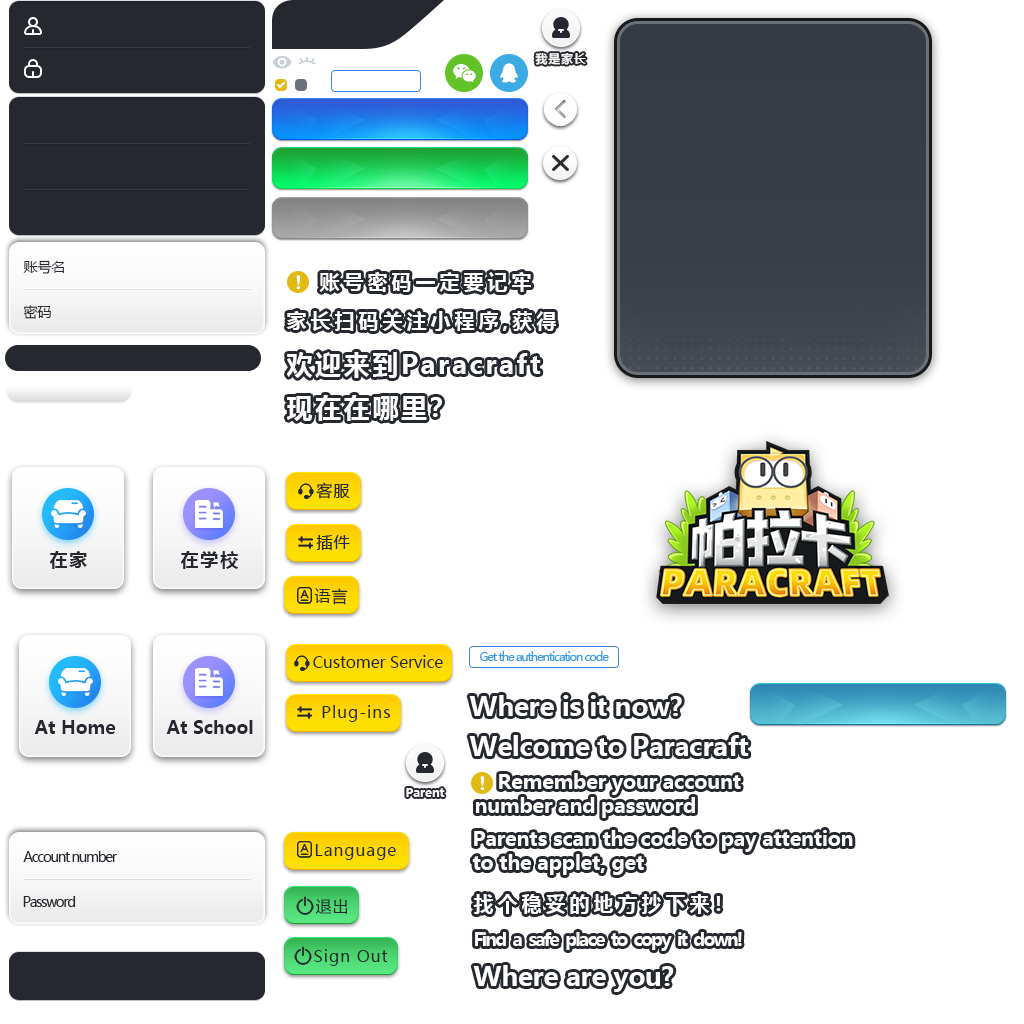 我是家长
账号名
密码
账号密码一定要记牢
家长扫码关注小程序,获得
欢迎来到Paracraft
现在在哪里?
在家
在学校
客服
插件
语言
帕拉卡
PARACRAFT
At Home
At School
Customer Service
Plug-ins
Parent
Get the authentication code
Where is it now?
Welcome to Paracraft
Remember your account
number and password
Parents scan the code to pay attention
to the applet, get
找个稳妥的地方抄下来!
Find a safe place to copy it down!
Where are you?
Account number
Password
Language
退出
Sign Out